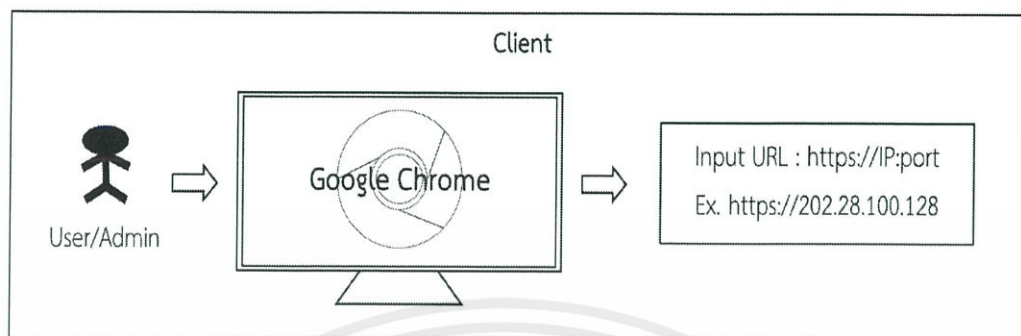 Client
User/Admin
Google Chrome
Input URL : https://IP:port
Ex. https://202.28.100.128